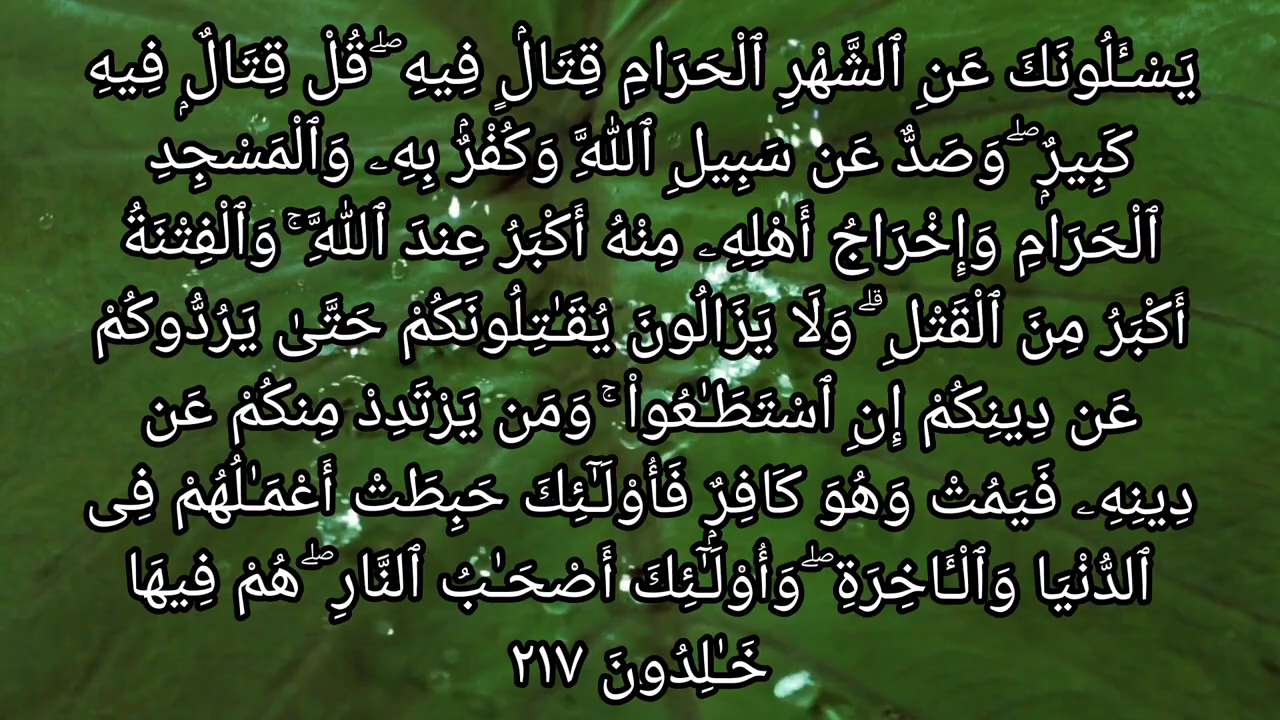 يَسْـَٔلُونَكَ عَنِ ٱلشَّهْرِ ٱلْحَرَامِ قِتَالٍۢ فِيهِ ۖ قُلْ قِتَالٌۭ فِيهِ
كَبِيرٌۭ ۖ وَصَدٌّ عَن سَبِيلِ ٱللَّهِ وَكُفْرٌۢ بِهِۦ وَٱلْمَسْجِدِ
ٱلْحَرَامِ وَإِخْرَاجُ أَهْلِهِۦ مِنْهُ أَكْبَرُ عِندَ ٱللَّهِ ۚ وَٱلْفِتْنَةُ
أَكْبَرُ مِنَ ٱلْقَتْلِ ۗ وَلَا يَزَالُونَ يُقَـٰتِلُونَكُمْ حَتَّىٰ يَرُدُّوكُمْ
عَن دِينِكُمْ إِنِ ٱسْتَطَـٰعُوا۟ ۚ وَمَن يَرْتَدِدْ مِنكُمْ عَن
دِينِهِۦ فَيَمُتْ وَهُوَ كَافِرٌۭ فَأُو۟لَـٰٓئِكَ حَبِطَتْ أَعْمَـٰلُهُمْ فِى
ٱلدُّنْيَا وَٱلْـَٔاخِرَةِ ۖ وَأُو۟لَـٰٓئِكَ أَصْحَـٰبُ ٱلنَّارِ ۖ هُمْ فِيهَا
خَـٰلِدُونَ ٢١٧